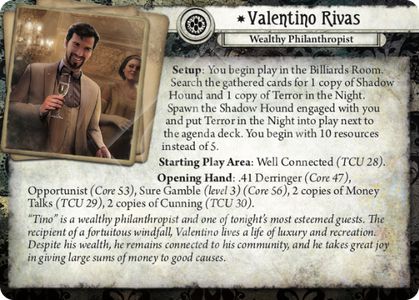 *Valentino Rivas
Wealthy Philanthropist
Setup: You begin play in the Billiards Room.
Search the gathered cards for 1 copy of Shadow
Hound and 1 copy of Terror in the Night.
Spawn the Shadow Hound engaged with you
and put Terror in the Night into play next to
the agenda deck. You begin with 10 resources
instead of 5.
Starting Play Area: Well Connected (TCU 28).
Opening Hand: .41 Derringer (Core 47),
Opportunist (Core 53), Sure Gamble (level 3) (Core 56), 2 copies of Money
Talks (TCU 29), 2 copies of Cunning (TCU 30).
"Tino" is a wealthy philanthropist and one of tonight's most esteemed guests. The
recipient of a fortuitous windfall, Valentino lives a life of luxury and recreation.
Despite his wealth, he remains connected to his community, and he takes great joy
in giving large sums of money to good causes.